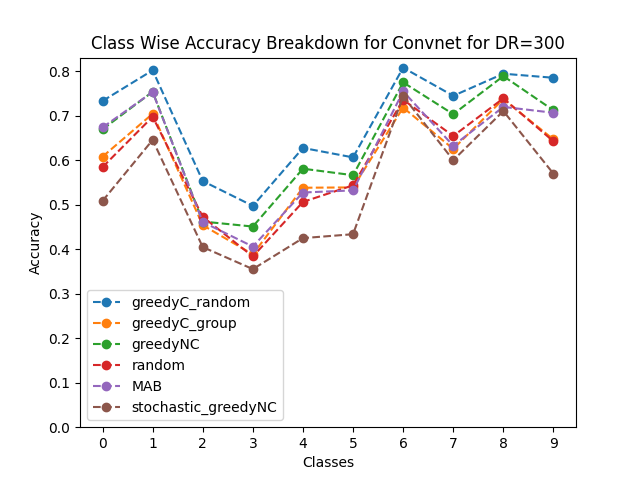 Class Wise Accuracy Breakdown for Convnet for DR=300
Accuracy
0.8
0.7
0.6
0.5
0.4
0.3
0.2
0.1
0.0
greedyC_random
greedyC_group
greedyNC
random
MAB
stochastic_greedyNC
0 1 2 3 4 5 6 7 8 9
Classes